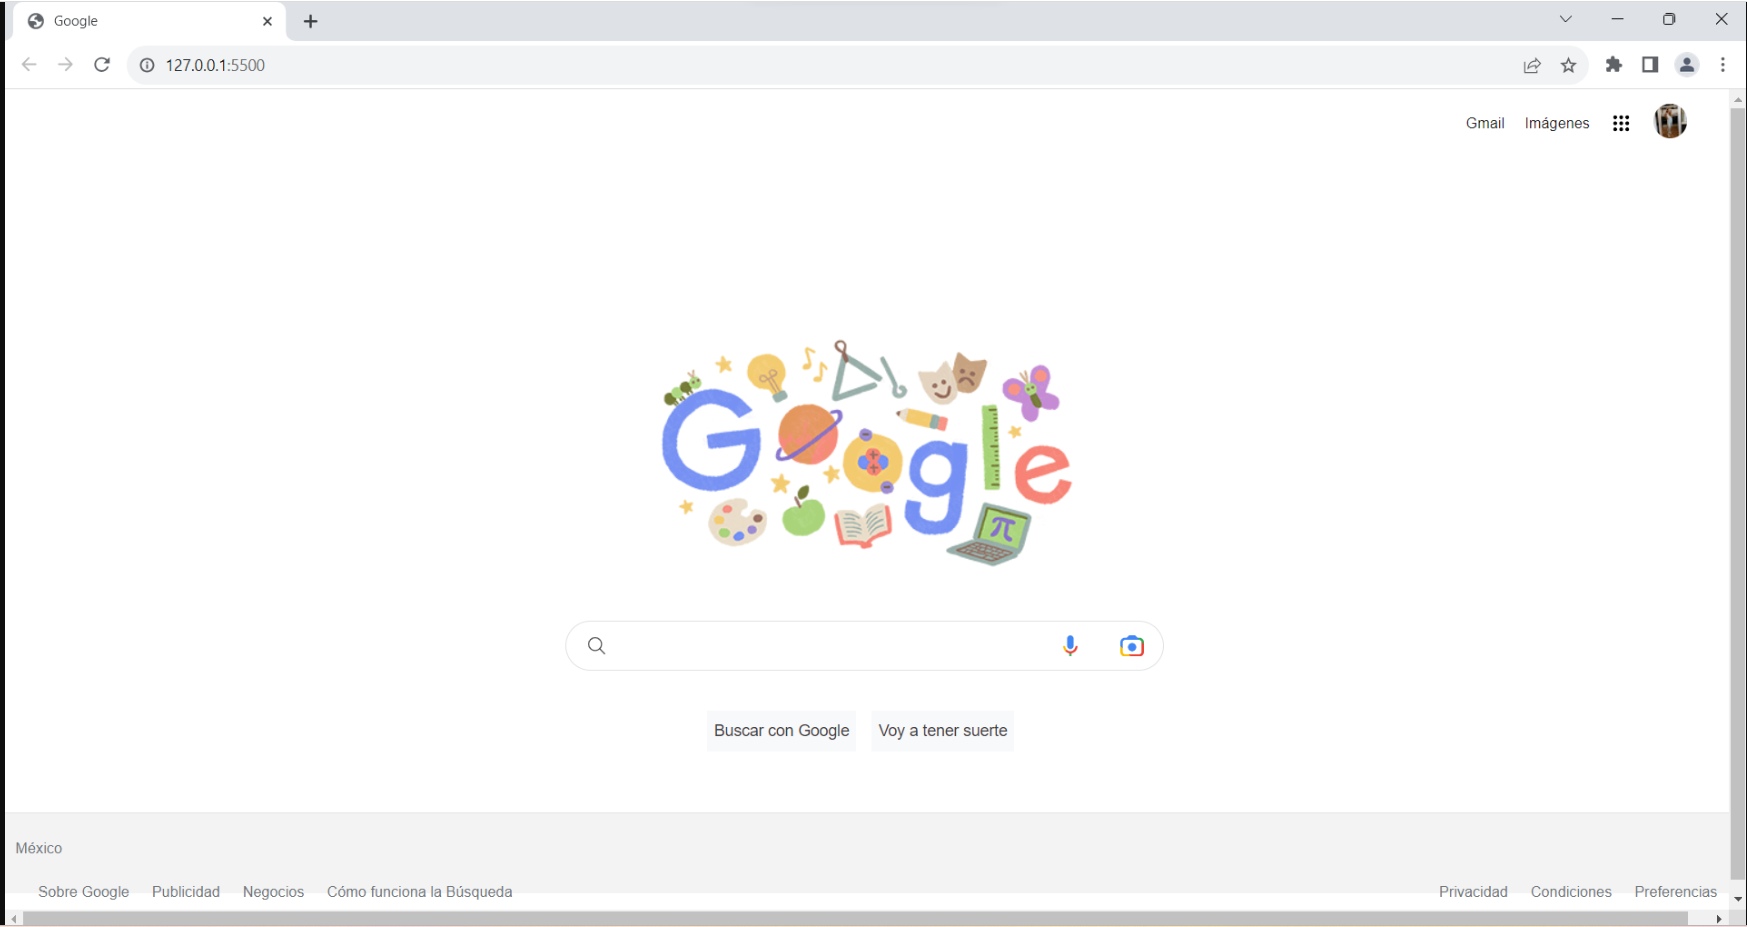 Google
127.0.0.1:5500
Gmail Imágenes
Google
π
Buscar con Google Voy a tener suerte
México
Sobre Google Publicidad Negocios Cómo funciona la Búsqueda Privacidad Condiciones Preferencias